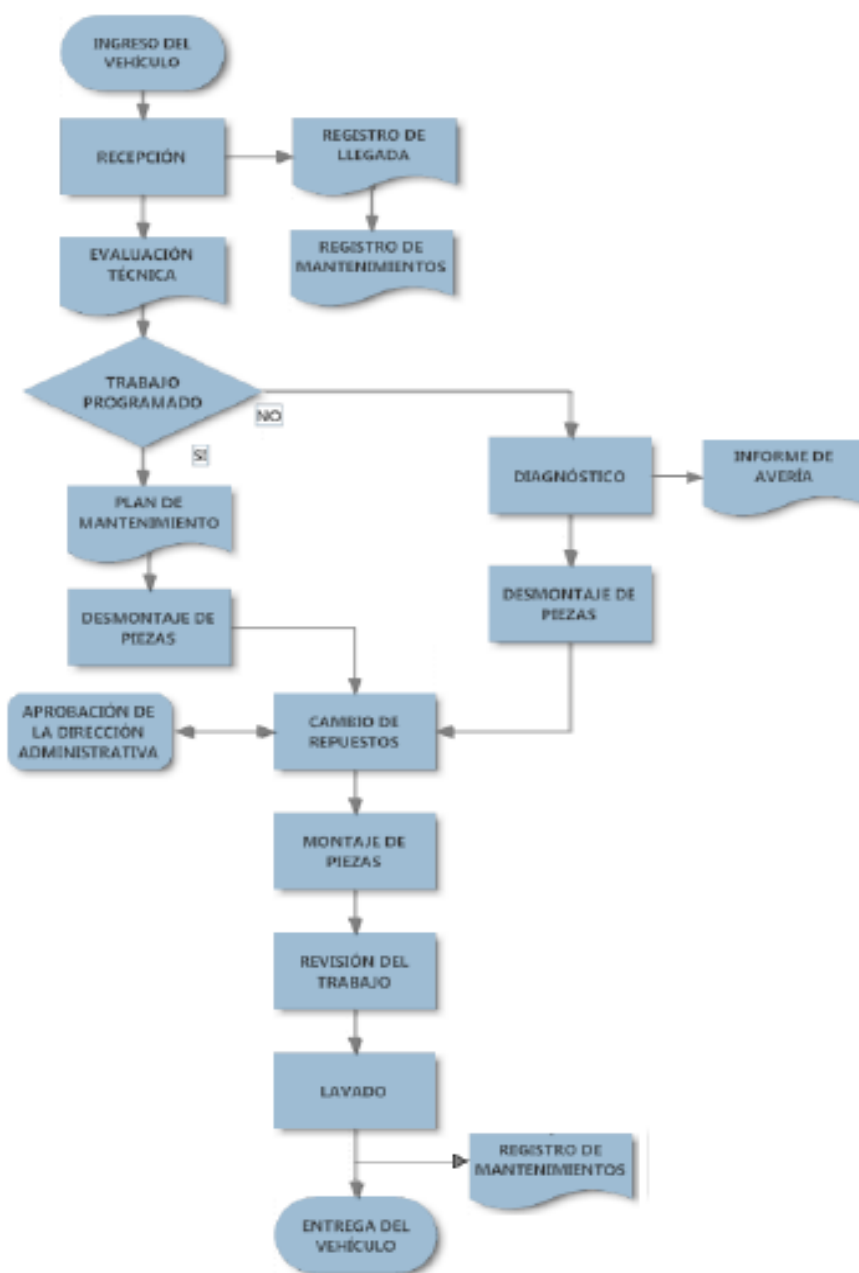 INGRESO DEL
VEHÍCULO
RECEPCIÓN
REGISTRO DE
LLEGADA
EVALUACIÓN
TÉCNICA
REGISTRO DE
MANTENIMIENTOS
TRABAJO
PROGRAMADO
NO
SI
PLAN DE
MANTENIMIENTO
DIAGNÓSTICO
INFORME DE
AVERÍA
DESMONTAJE DE
PIEZAS
DESMONTAJE DE
PIEZAS
APROBACIÓN DE
LA DIRECCIÓN
ADMINISTRATIVA
CAMBIO DE
REPUESTOS
MONTAJE DE
PIEZAS
REVISIÓN DEL
TRABAJO
LAVADO
REGISTRO DE
MANTENIMIENTOS
ENTREGA DEL
VEHÍCULO